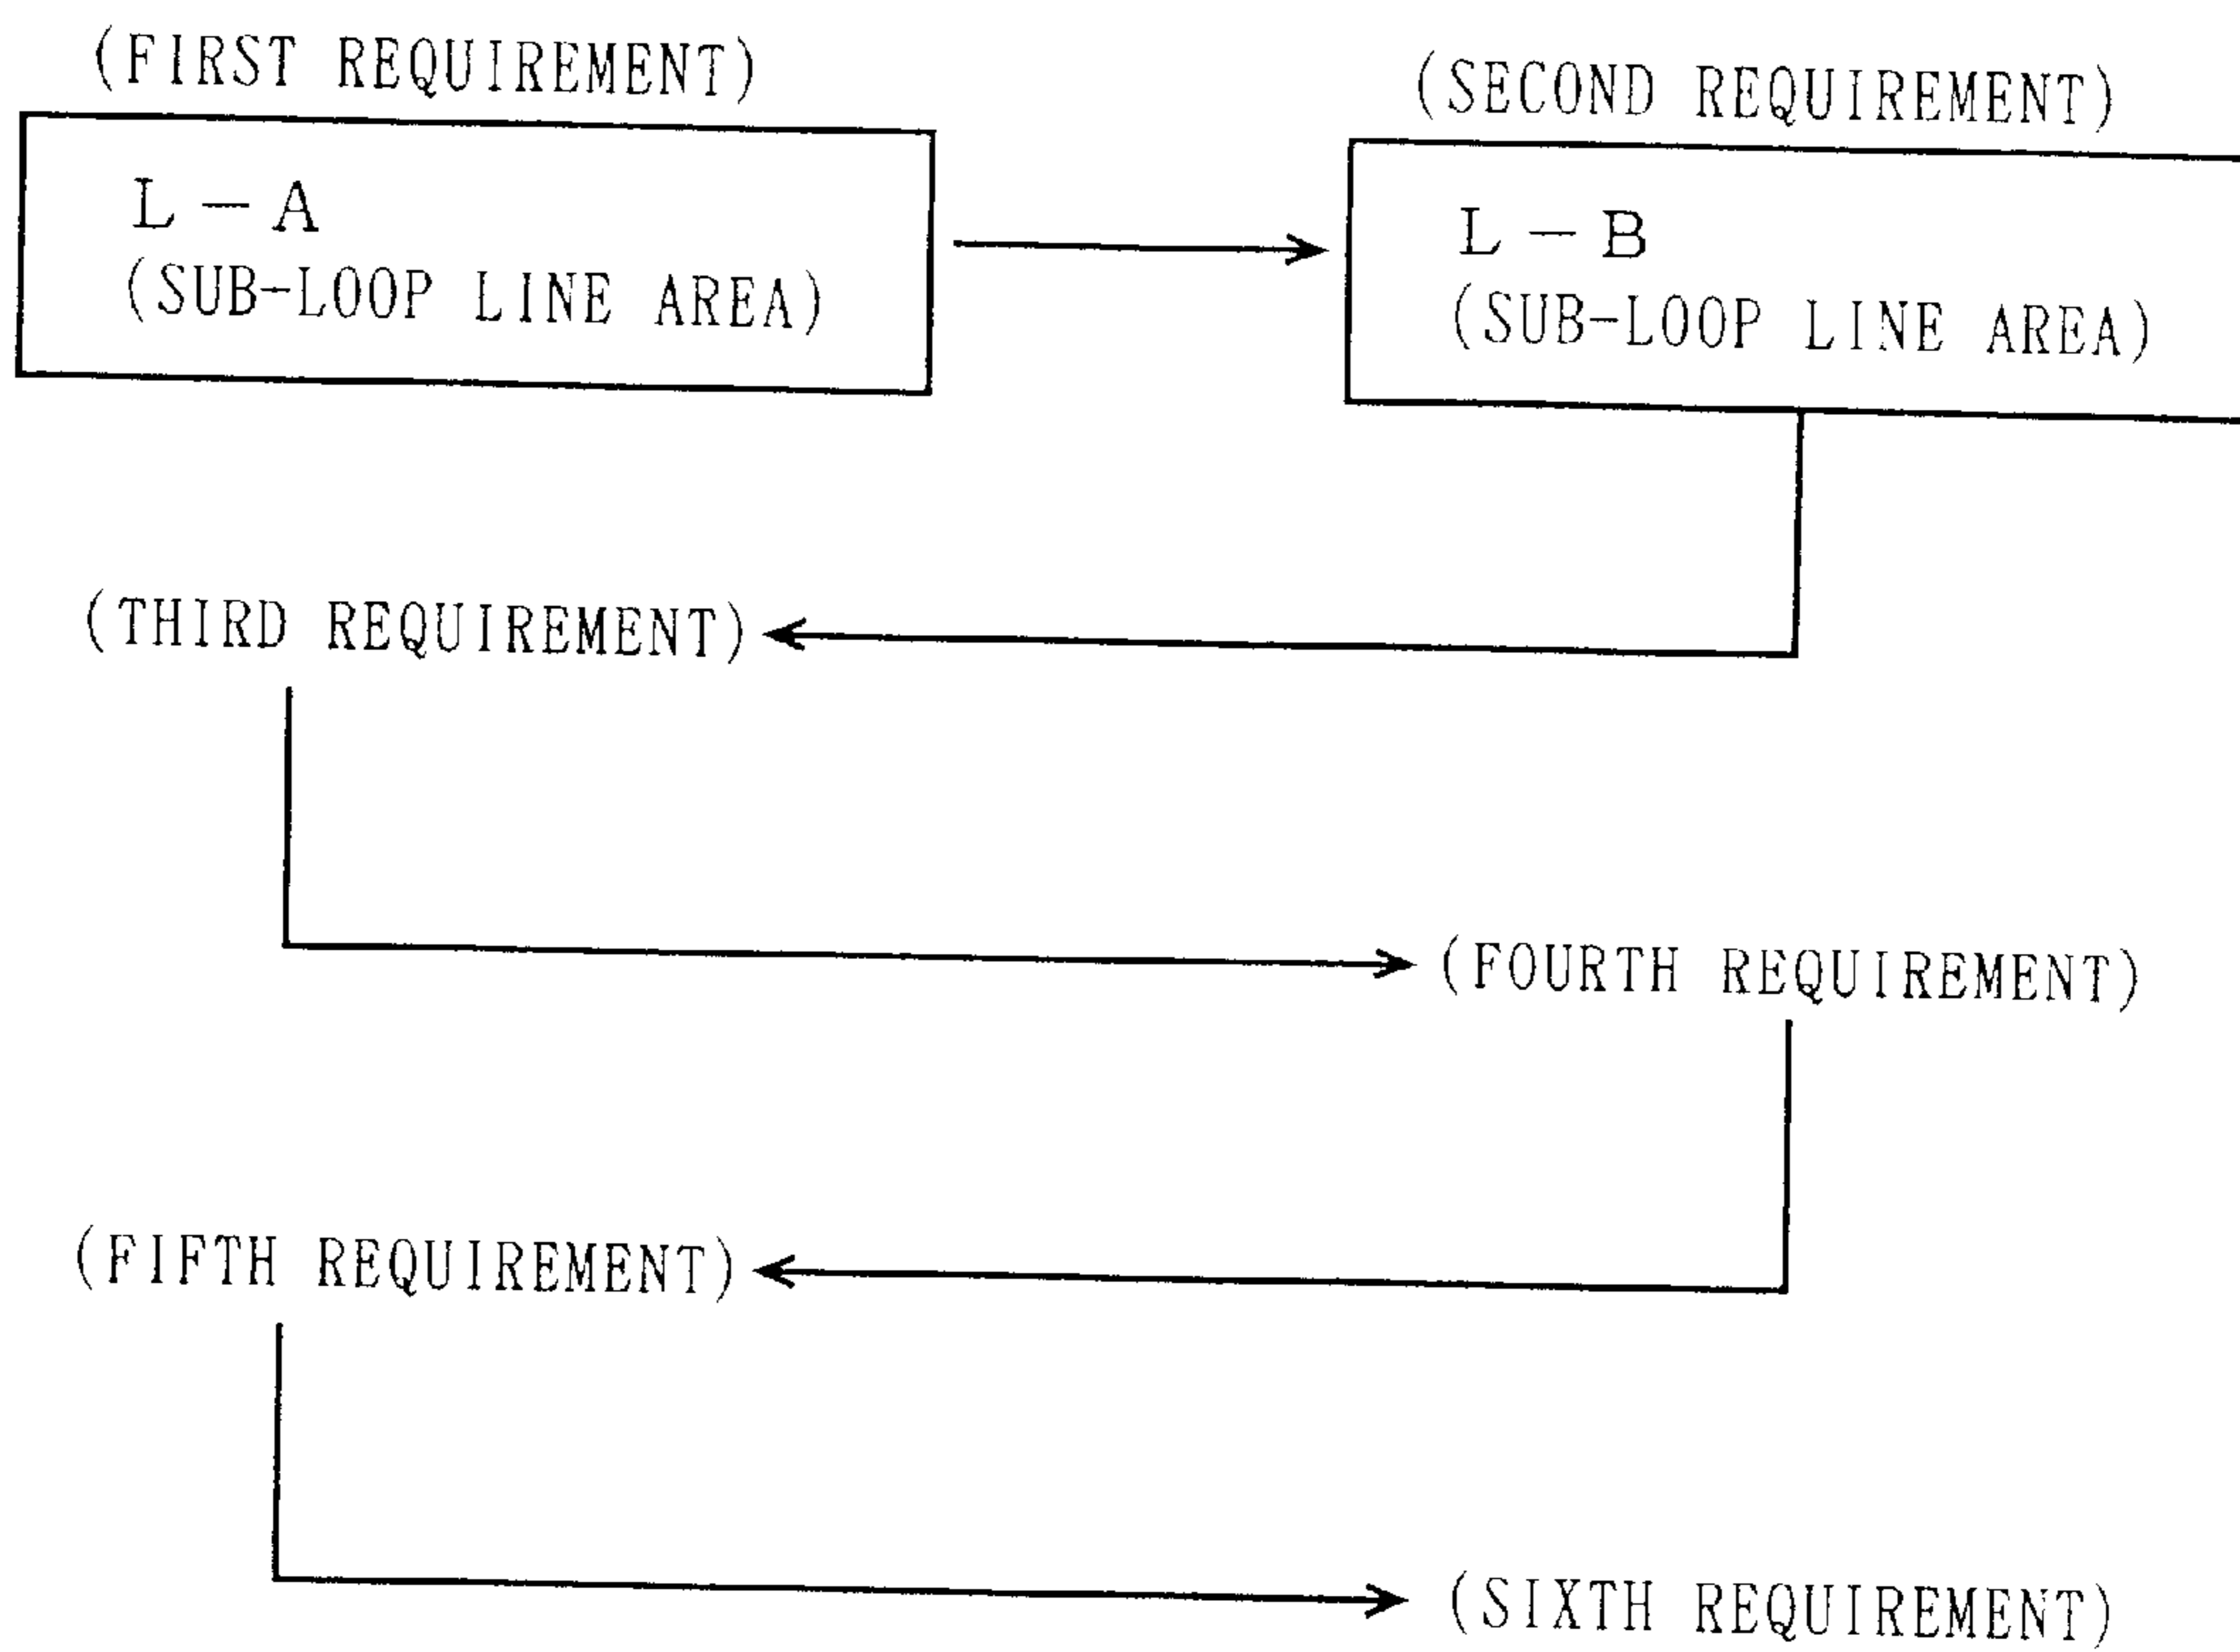 (FIRST REQUIREMENT)
L-A
(SUB-LOOP LINE AREA)
(SECOND REQUIREMENT)
L-B
(SUB-LOOP LINE AREA)
(THIRD REQUIREMENT)
(FOURTH REQUIREMENT)
(FIFTH REQUIREMENT)
(SIXTH REQUIREMENT)